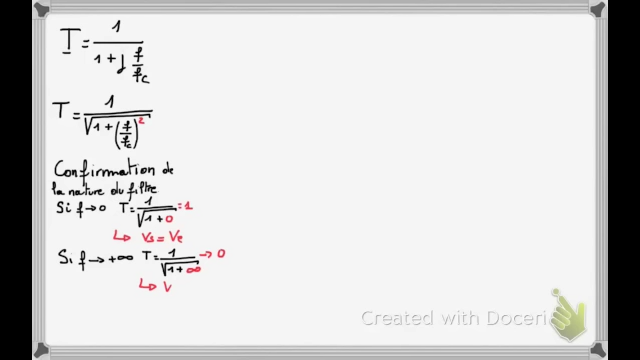 T = 1 / (1 + j f/fc)
T = 1 / √(1 + (f/fc)²)
Confirmation de
la nature du filtre
Si f → 0 T = 1/√(1+0) = 1
↳ Vs = Ve
Si f → +∞ T = 1/√(1+∞) → 0
↳ V
Created with Doceri